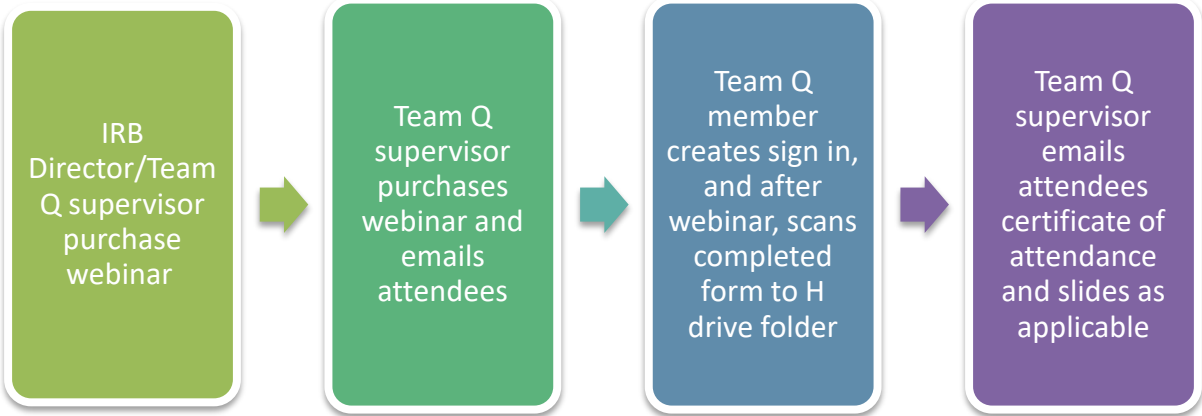 IRB
Director/Team
Q supervisor
purchase
webinar
Team Q
supervisor
purchases
webinar and
emails
attendees
Team Q
member
creates sign in,
and after
webinar, scans
completed
form to H
drive folder
Team Q
supervisor
emails
attendees
certificate of
attendance
and slides as
applicable